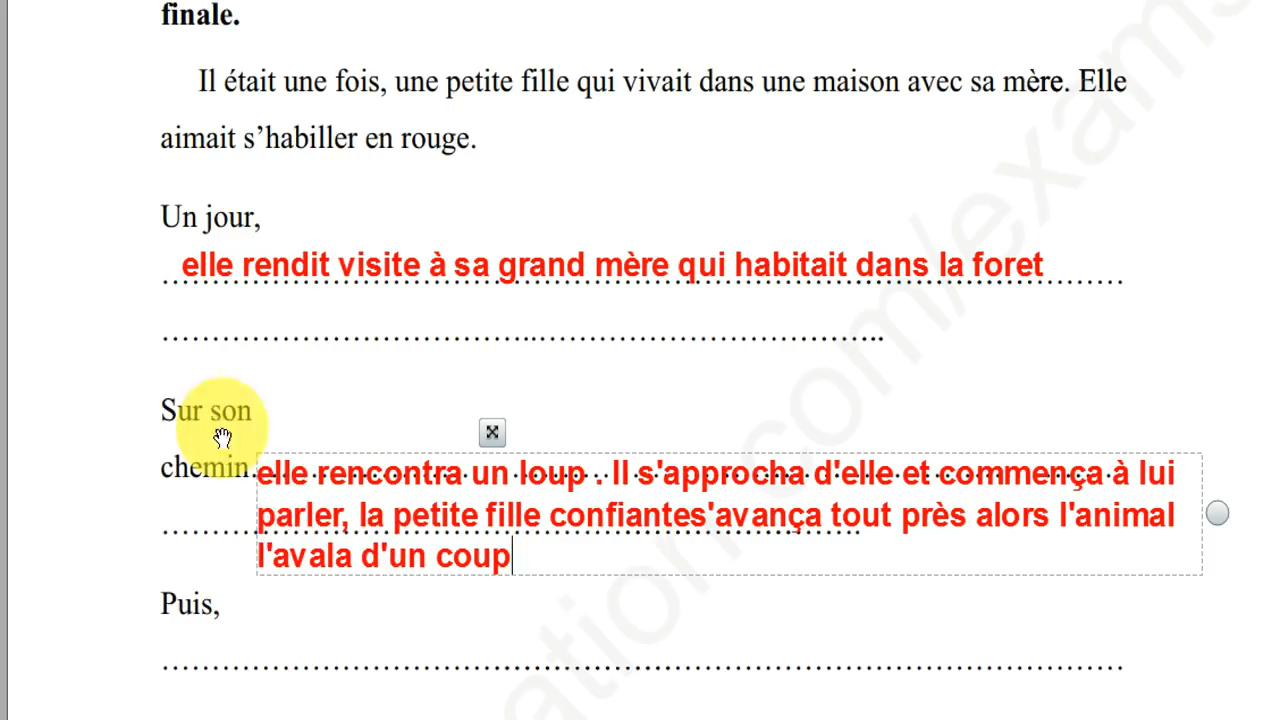 finale.
Il était une fois, une petite fille qui vivait dans une maison avec sa mère. Elle
aimait s’habiller en rouge.
Un jour,
elle rendit visite à sa grand mère qui habitait dans la foret
Sur son
chemin elle rencontra un loup . Il s'approcha d'elle et commença à lui
parler, la petite fille confiantes'avança tout près alors l'animal
l'avala d'un coup
Puis,
ation.com/exams